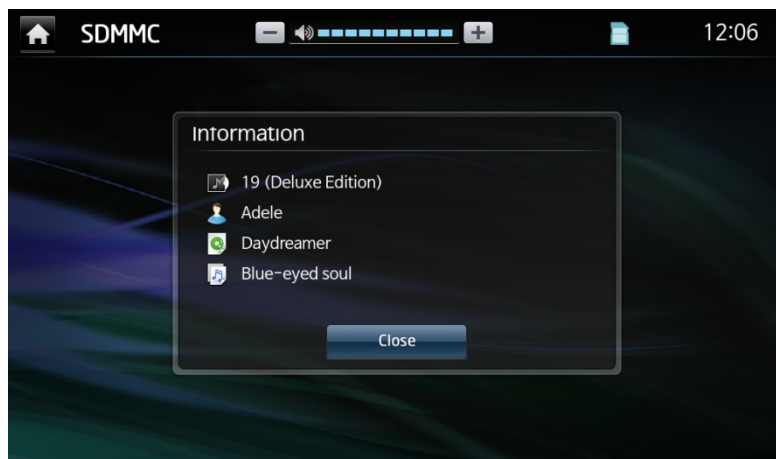 SDMMC 12:06
Information
19 (Deluxe Edition)
Adele
Daydreamer
Blue-eyed soul
Close